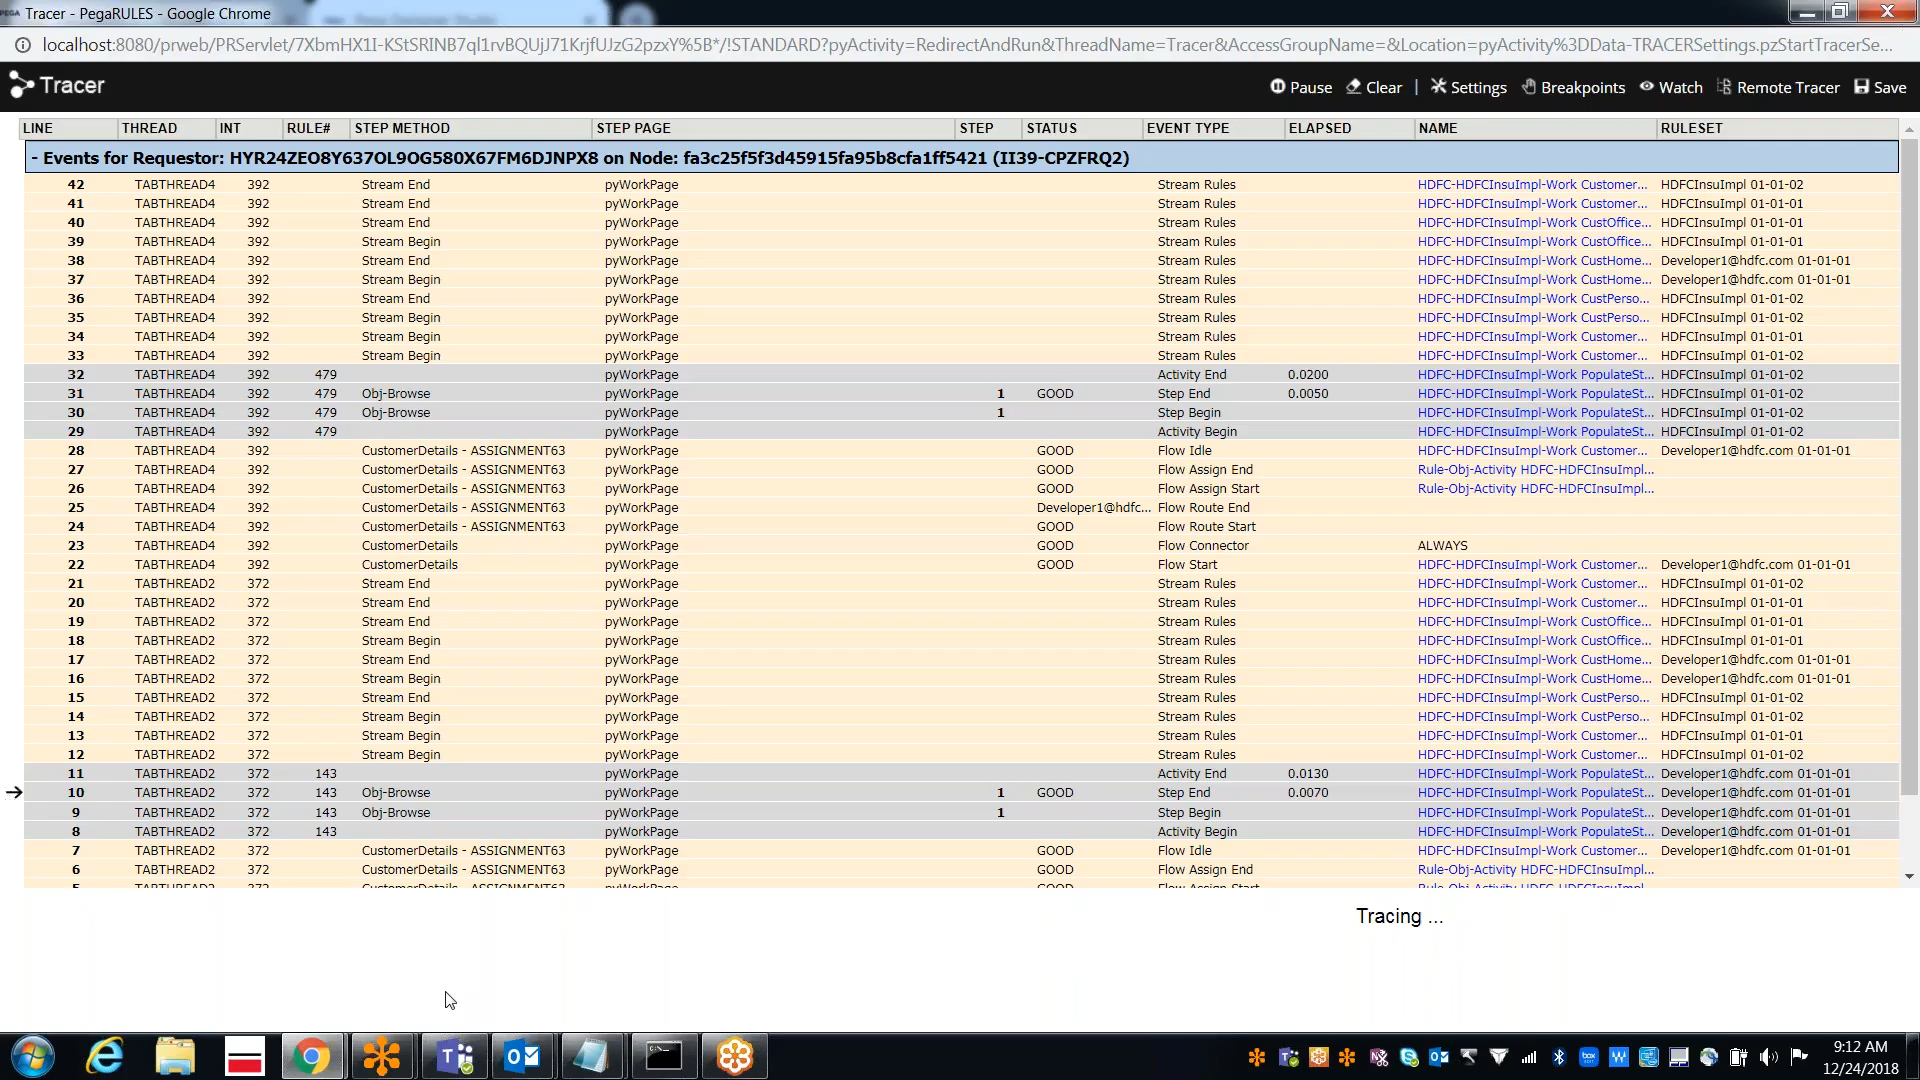 Tracer - PegaRULES - Google Chrome
localhost:8080/prweb/PRServlet/7XbmHX1I-KStSRINB7ql1rvBQUjJ71KrjfUJzG2pzxY%5B*/!STANDARD?pyActivity=RedirectAndRun&ThreadName=Tracer&AccessGroupName=&Location=pyActivity%3DData-TRACERSettings.pzStartTracerSe...
Tracer Pause Clear | Settings Breakpoints Watch Remote Tracer Save
LINE THREAD INT RULE# STEP METHOD STEP PAGE STEP STATUS EVENT TYPE ELAPSED NAME RULESET
- Events for Requestor: HYR24ZEO8Y637OL9OG580X67FM6DJNPX8 on Node: fa3c25f5f3d45915fa95b8cfa1ff5421 (II39-CPZFRQ2)
42 TABTHREAD4 392 Stream End pyWorkPage Stream Rules HDFC-HDFCInsuImpl-Work Customer... HDFCInsuImpl 01-01-02
41 TABTHREAD4 392 Stream End pyWorkPage Stream Rules HDFC-HDFCInsuImpl-Work Customer... HDFCInsuImpl 01-01-01
40 TABTHREAD4 392 Stream End pyWorkPage Stream Rules HDFC-HDFCInsuImpl-Work CustOffice... HDFCInsuImpl 01-01-01
39 TABTHREAD4 392 Stream Begin pyWorkPage Stream Rules HDFC-HDFCInsuImpl-Work CustOffice... HDFCInsuImpl 01-01-01
38 TABTHREAD4 392 Stream End pyWorkPage Stream Rules HDFC-HDFCInsuImpl-Work CustHome... Developer1@hdfc.com 01-01-01
37 TABTHREAD4 392 Stream Begin pyWorkPage Stream Rules HDFC-HDFCInsuImpl-Work CustHome... Developer1@hdfc.com 01-01-01
36 TABTHREAD4 392 Stream End pyWorkPage Stream Rules HDFC-HDFCInsuImpl-Work CustPerso... HDFCInsuImpl 01-01-02
35 TABTHREAD4 392 Stream Begin pyWorkPage Stream Rules HDFC-HDFCInsuImpl-Work CustPerso... HDFCInsuImpl 01-01-02
34 TABTHREAD4 392 Stream Begin pyWorkPage Stream Rules HDFC-HDFCInsuImpl-Work Customer... HDFCInsuImpl 01-01-01
33 TABTHREAD4 392 Stream Begin pyWorkPage Stream Rules HDFC-HDFCInsuImpl-Work Customer... HDFCInsuImpl 01-01-02
32 TABTHREAD4 392 479 pyWorkPage Activity End 0.0200 HDFC-HDFCInsuImpl-Work PopulateSt... HDFCInsuImpl 01-01-02
31 TABTHREAD4 392 479 Obj-Browse pyWorkPage 1 GOOD Step End 0.0050 HDFC-HDFCInsuImpl-Work PopulateSt... HDFCInsuImpl 01-01-02
30 TABTHREAD4 392 479 Obj-Browse pyWorkPage 1 Step Begin HDFC-HDFCInsuImpl-Work PopulateSt... HDFCInsuImpl 01-01-02
29 TABTHREAD4 392 479 pyWorkPage Activity Begin HDFC-HDFCInsuImpl-Work PopulateSt... HDFCInsuImpl 01-01-02
28 TABTHREAD4 392 CustomerDetails - ASSIGNMENT63 pyWorkPage GOOD Flow Idle HDFC-HDFCInsuImpl-Work Customer... Developer1@hdfc.com 01-01-01
27 TABTHREAD4 392 CustomerDetails - ASSIGNMENT63 pyWorkPage GOOD Flow Assign End Rule-Obj-Activity HDFC-HDFCInsuImpl...
26 TABTHREAD4 392 CustomerDetails - ASSIGNMENT63 pyWorkPage GOOD Flow Assign Start Rule-Obj-Activity HDFC-HDFCInsuImpl...
25 TABTHREAD4 392 CustomerDetails - ASSIGNMENT63 pyWorkPage Developer1@hdfc... Flow Route End
24 TABTHREAD4 392 CustomerDetails - ASSIGNMENT63 pyWorkPage GOOD Flow Route Start
23 TABTHREAD4 392 CustomerDetails pyWorkPage GOOD Flow Connector ALWAYS
22 TABTHREAD4 392 CustomerDetails pyWorkPage GOOD Flow Start HDFC-HDFCInsuImpl-Work Customer... Developer1@hdfc.com 01-01-01
21 TABTHREAD2 372 Stream End pyWorkPage Stream Rules HDFC-HDFCInsuImpl-Work Customer... HDFCInsuImpl 01-01-02
20 TABTHREAD2 372 Stream End pyWorkPage Stream Rules HDFC-HDFCInsuImpl-Work Customer... HDFCInsuImpl 01-01-01
19 TABTHREAD2 372 Stream End pyWorkPage Stream Rules HDFC-HDFCInsuImpl-Work CustOffice... HDFCInsuImpl 01-01-01
18 TABTHREAD2 372 Stream Begin pyWorkPage Stream Rules HDFC-HDFCInsuImpl-Work CustOffice... HDFCInsuImpl 01-01-01
17 TABTHREAD2 372 Stream End pyWorkPage Stream Rules HDFC-HDFCInsuImpl-Work CustHome... Developer1@hdfc.com 01-01-01
16 TABTHREAD2 372 Stream Begin pyWorkPage Stream Rules HDFC-HDFCInsuImpl-Work CustHome... Developer1@hdfc.com 01-01-01
15 TABTHREAD2 372 Stream End pyWorkPage Stream Rules HDFC-HDFCInsuImpl-Work CustPerso... HDFCInsuImpl 01-01-02
14 TABTHREAD2 372 Stream Begin pyWorkPage Stream Rules HDFC-HDFCInsuImpl-Work CustPerso... HDFCInsuImpl 01-01-02
13 TABTHREAD2 372 Stream Begin pyWorkPage Stream Rules HDFC-HDFCInsuImpl-Work Customer... HDFCInsuImpl 01-01-01
12 TABTHREAD2 372 Stream Begin pyWorkPage Stream Rules HDFC-HDFCInsuImpl-Work Customer... HDFCInsuImpl 01-01-02
11 TABTHREAD2 372 143 pyWorkPage Activity End 0.0130 HDFC-HDFCInsuImpl-Work PopulateSt... Developer1@hdfc.com 01-01-01
10 TABTHREAD2 372 143 Obj-Browse pyWorkPage 1 GOOD Step End 0.0070 HDFC-HDFCInsuImpl-Work PopulateSt... Developer1@hdfc.com 01-01-01
9 TABTHREAD2 372 143 Obj-Browse pyWorkPage 1 Step Begin HDFC-HDFCInsuImpl-Work PopulateSt... Developer1@hdfc.com 01-01-01
8 TABTHREAD2 372 143 pyWorkPage Activity Begin HDFC-HDFCInsuImpl-Work PopulateSt... Developer1@hdfc.com 01-01-01
7 TABTHREAD2 372 CustomerDetails - ASSIGNMENT63 pyWorkPage GOOD Flow Idle HDFC-HDFCInsuImpl-Work Customer... Developer1@hdfc.com 01-01-01
6 TABTHREAD2 372 CustomerDetails - ASSIGNMENT63 pyWorkPage GOOD Flow Assign End Rule-Obj-Activity HDFC-HDFCInsuImpl...
5 TABTHREAD2 372 CustomerDetails - ASSIGNMENT63 pyWorkPage GOOD Flow Assign Start Rule-Obj-Activity HDFC-HDFCInsuImpl...
Tracing ...
9:12 AM
12/24/2018